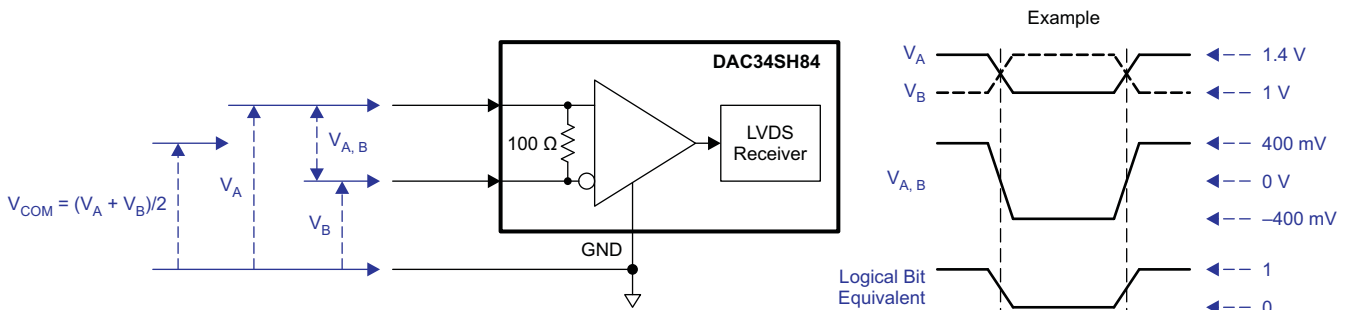 Example
DAC34SH84
100 Ω
LVDS
Receiver
GND
V_A, B
V_A
V_B
V_COM = (V_A + V_B)/2
V_A
1.4 V
V_B
1 V
V_A, B
400 mV
0 V
–400 mV
Logical Bit
Equivalent
1
0